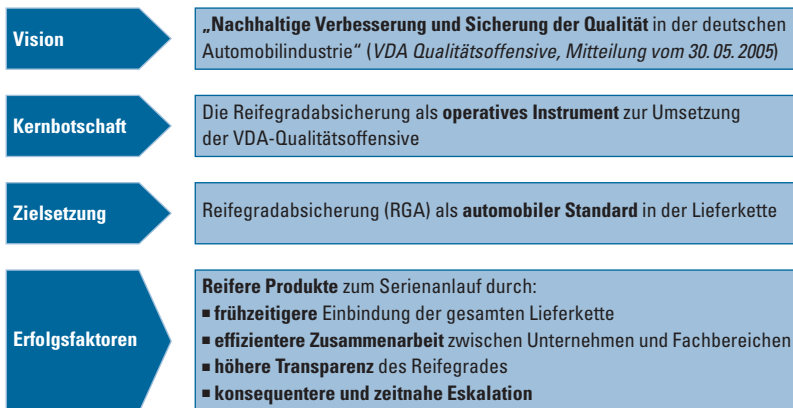 Vision
„Nachhaltige Verbesserung und Sicherung der Qualität in der deutschen
Automobilindustrie“ (VDA Qualitätsoffensive, Mitteilung vom 30. 05. 2005)
Kernbotschaft
Die Reifegradabsicherung als operatives Instrument zur Umsetzung
der VDA-Qualitätsoffensive
Zielsetzung
Reifegradabsicherung (RGA) als automobiler Standard in der Lieferkette
Erfolgsfaktoren
Reifere Produkte zum Serienanlauf durch:
▪ frühzeitigere Einbindung der gesamten Lieferkette
▪ effizientere Zusammenarbeit zwischen Unternehmen und Fachbereichen
▪ höhere Transparenz des Reifegrades
▪ konsequentere und zeitnahe Eskalation